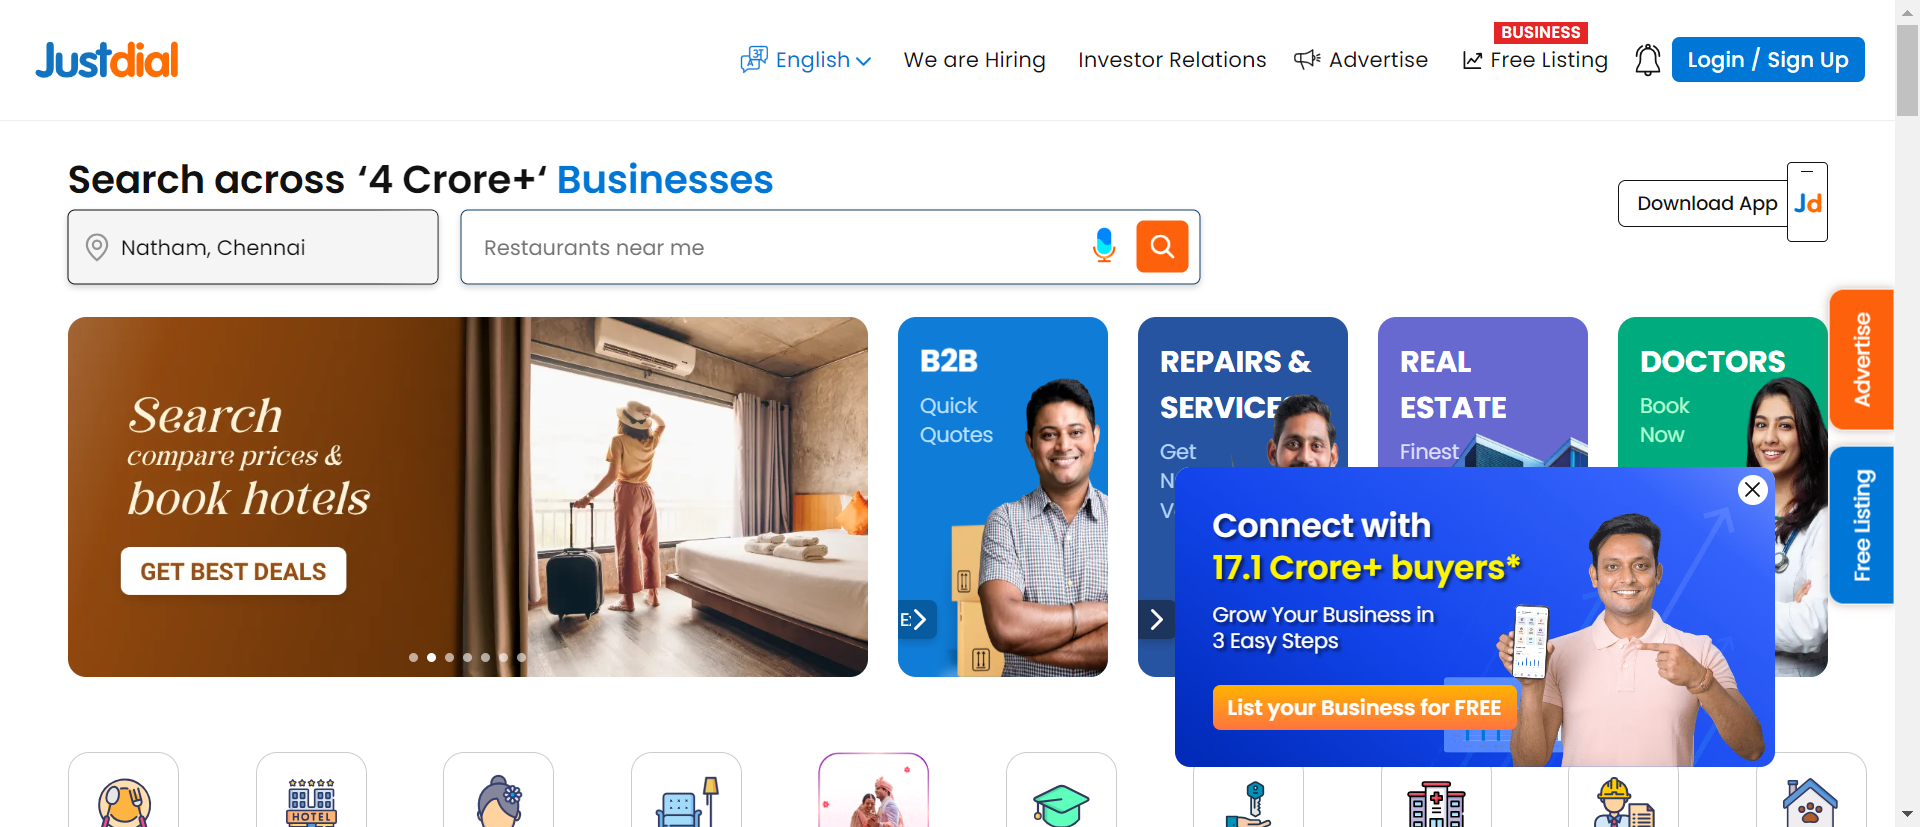 Justdial
English
We are Hiring
Investor Relations
Advertise
BUSINESS
Free Listing
Login / Sign Up
Search across ‘4 Crore+‘ Businesses
Natham, Chennai
Restaurants near me
Download App
Jd
Search
compare prices &
book hotels
GET BEST DEALS
B2B
Quick
Quotes
REPAIRS &
SERVICES
Get
REAL
ESTATE
Finest
DOCTORS
Book
Now
Advertise
Free Listing
Connect with
17.1 Crore+ buyers*
Grow Your Business in
3 Easy Steps
List your Business for FREE
HOTEL